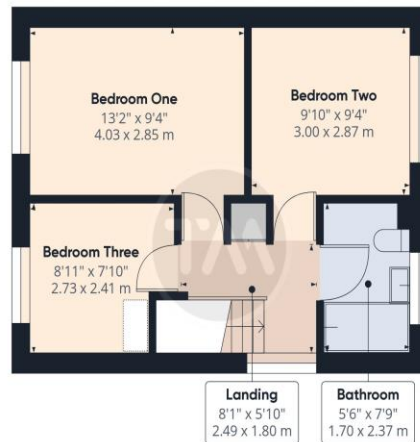 Bedroom One
13'2" x 9'4"
4.03 x 2.85 m
Bedroom Two
9'10" x 9'4"
3.00 x 2.87 m
Bedroom Three
8'11" x 7'10"
2.73 x 2.41 m
TPM
Landing
8'1" x 5'10"
2.49 x 1.80 m
Bathroom
5'6" x 7'9"
1.70 x 2.37 m